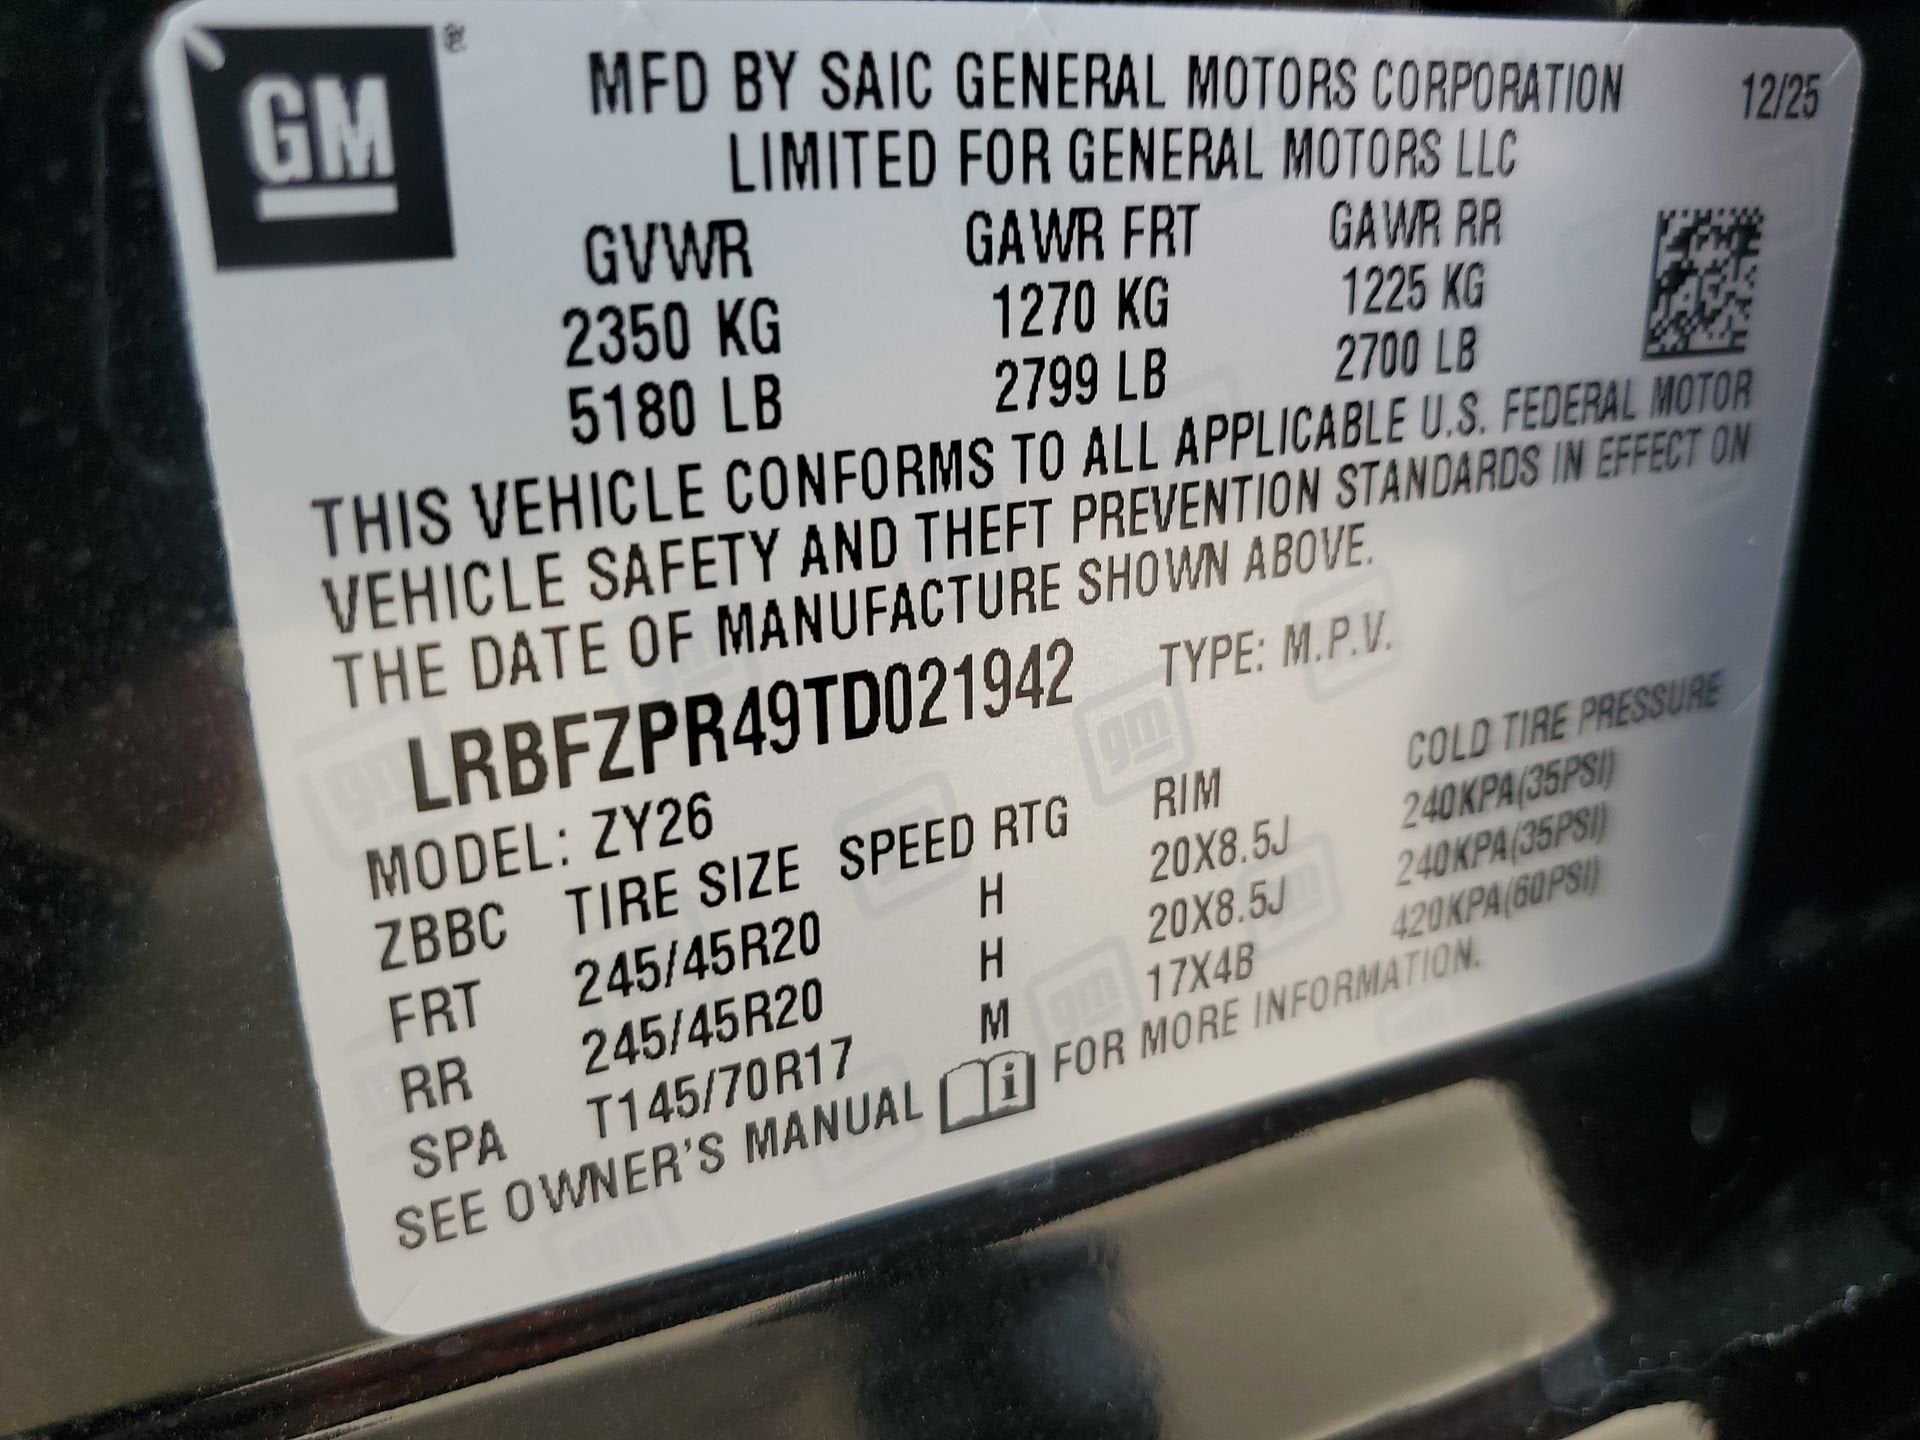 GM ®
MFD BY SAIC GENERAL MOTORS CORPORATION 12/25
LIMITED FOR GENERAL MOTORS LLC
GVWR GAWR FRT GAWR RR
2350 KG 1270 KG 1225 KG
5180 LB 2799 LB 2700 LB
THIS VEHICLE CONFORMS TO ALL APPLICABLE U.S. FEDERAL MOTOR
VEHICLE SAFETY AND THEFT PREVENTION STANDARDS IN EFFECT ON
THE DATE OF MANUFACTURE SHOWN ABOVE.
LRBFZPR49TD021942 TYPE: M.P.V.
MODEL: ZY26
ZBBC TIRE SIZE SPEED RTG RIM COLD TIRE PRESSURE
FRT 245/45R20 H 20X8.5J 240KPA(35PSI)
RR 245/45R20 H 20X8.5J 240KPA(35PSI)
SPA T145/70R17 M 17X4B 420KPA(60PSI)
SEE OWNER'S MANUAL i FOR MORE INFORMATION.